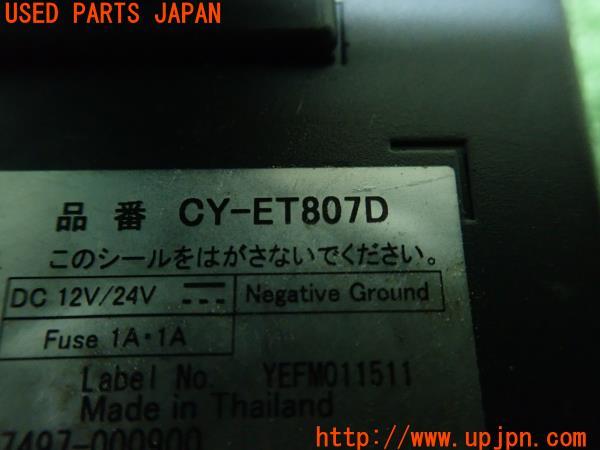 USED PARTS JAPAN
品 番 CY-ET807D
このシールをはがさないでください。
DC 12V/24V Negative Ground
Fuse 1A・1A
Label No. YEFM011511
Made in Thailand
7497-000900
http://www.upjpn.com/